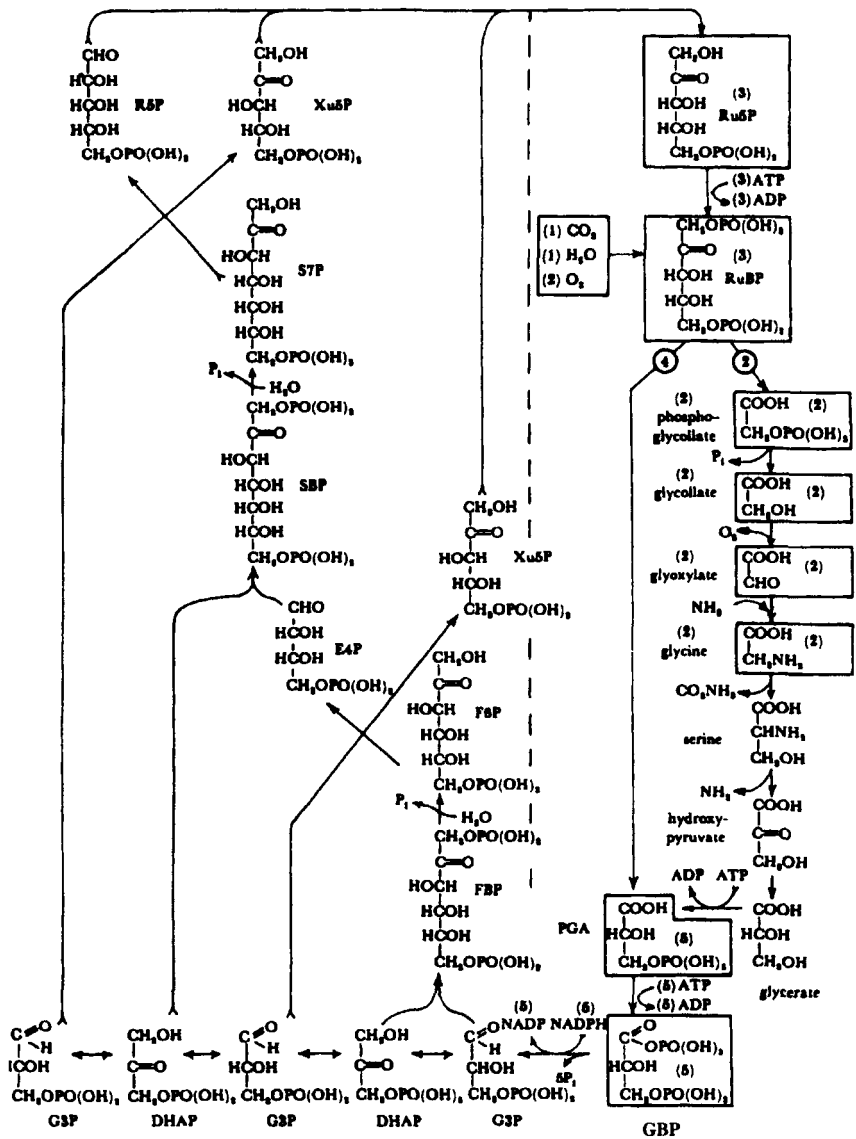 CHO
HCOH
HCOH
HCOH
CH₂OPO(OH)₂
R5P
CH₂OH
C=O
HOCH
HCOH
CH₂OPO(OH)₂
Xu5P
CH₂OH
C=O
HCOH
HCOH
CH₂OPO(OH)₂
(3)
Ru5P
(3)ATP
(3)ADP
(1) CO₂
(1) H₂O
(2) O₂
CH₂OPO(OH)₂
C=O
HCOH
HCOH
CH₂OPO(OH)₂
(3)
RuBP
CH₂OH
C=O
HOCH
HCOH
HCOH
HCOH
CH₂OPO(OH)₂
S7P
Pᵢ
H₂O
CH₂OPO(OH)₂
C=O
HOCH
HCOH
HCOH
HCOH
CH₂OPO(OH)₂
SBP
4
2
(2)
phospho-
glycollate
COOH
(2)
CH₂OPO(OH)₂
Pᵢ
(2)
glycollate
COOH
(2)
CH₂OH
O₂
(2)
glyoxylate
COOH
(2)
CHO
NH₂
(2)
glycine
COOH
(2)
CH₂NH₂
CO₂NH₂
serine
COOH
CHNH₂
CH₂OH
NH₂
hydroxy-
pyruvate
COOH
C=O
CH₂OH
ADP
ATP
COOH
HCOH
CH₂OH
glycerate
CH₂OH
C=O
HOCH
HCOH
CH₂OPO(OH)₂
Xu5P
CHO
HCOH
HCOH
CH₂OPO(OH)₂
E4P
CH₂OH
C=O
HOCH
HCOH
HCOH
CH₂OPO(OH)₂
F6P
Pᵢ
H₂O
CH₂OPO(OH)₂
C=O
HOCH
HCOH
HCOH
CH₂OPO(OH)₂
FBP
PGA
COOH
HCOH
(5)
CH₂OPO(OH)₂
(5) ATP
(5) ADP
C
O
H
COH
CH₂OPO(OH)₂
G3P
CH₂OH
C=O
CH₂OPO(OH)₂
DHAP
C
O
H
HCOH
CH₂OPO(OH)₂
G3P
CH₂OH
C=O
CH₂OPO(OH)₂
DHAP
C
O
H
HCOH
CH₂OPO(OH)₂
G3P
(5)
NADP
(5)
NADPH
5Pᵢ
C
O
OPO(OH)₂
HCOH
(5)
CH₂OPO(OH)₂
GBP